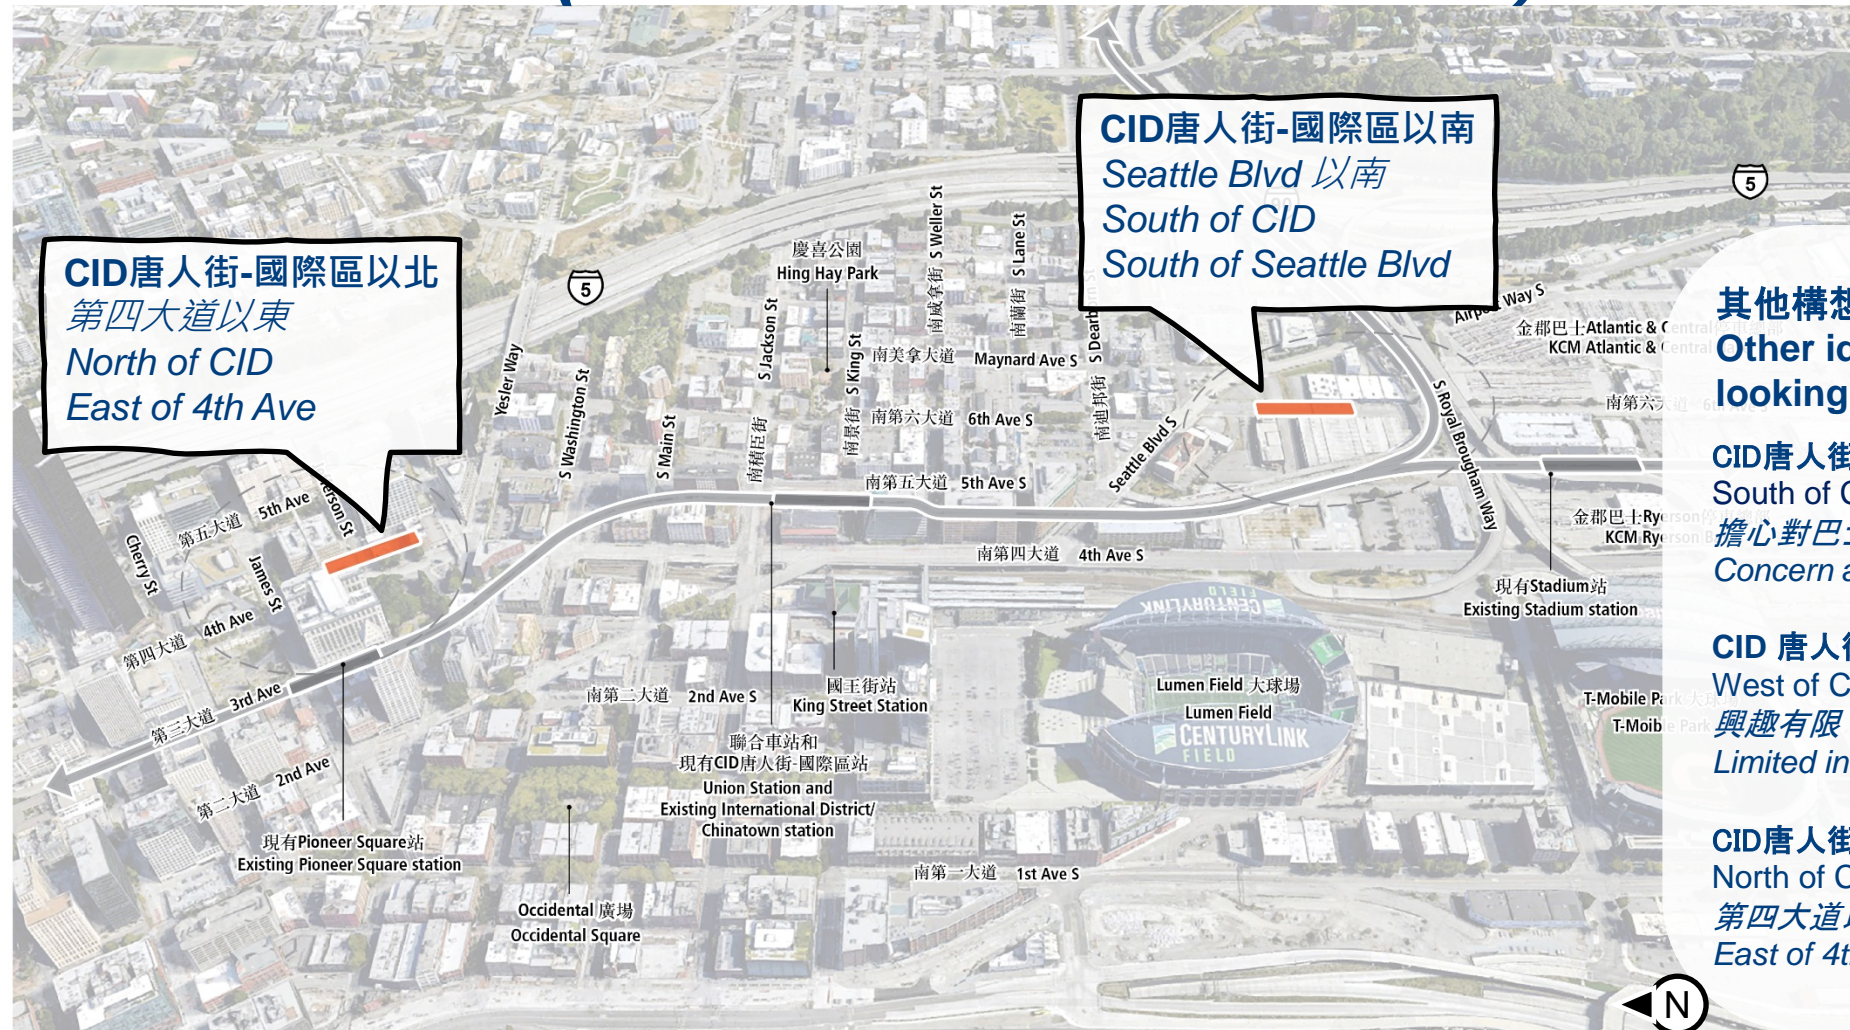 CID唐人街-國際區以北
第四大道以東
North of CID
East of 4th Ave
CID唐人街-國際區以南
Seattle Blvd 以南
South of CID
South of Seattle Blvd
5
5
慶喜公園
Hing Hay Park
Yesler Way
S Washington St
S Main St
南積臣街 S Jackson St
南景街 S King St
南威拿街 S Weller St
南蘭街 S Lane St
南迪邦街
Seattle Blvd S
南美拿大道 Maynard Ave S
南第六大道 6th Ave S
南第五大道 5th Ave S
南第四大道 4th Ave S
S Royal Brougham Way
Way S
金郡巴士Atlantic &
KCM Atlantic &
南第六
金郡巴士
KCM
現有Stadium站
Existing Stadium station
Cherry St
James St
第五大道 5th Ave
第四大道 4th Ave
第三大道 3rd Ave
第二大道 2nd Ave
南第二大道 2nd Ave S
國王街站
King Street Station
聯合車站和
現有CID唐人街-國際區站
Union Station and
Existing International District/
Chinatown station
現有Pioneer Square站
Existing Pioneer Square station
Occidental 廣場
Occidental Square
南第一大道 1st Ave S
CENTURYLINK
FIELD
Lumen Field 大球場
Lumen Field
CENTURYLINK
FIELD
T-Mobile
T-Moible Park
其他構想
Other
looking
CID唐人街
South of
擔心對巴士
Concern
CID 唐人街
West of
興趣有限
Limited
CID唐人街
North of
第四大道
East of
N